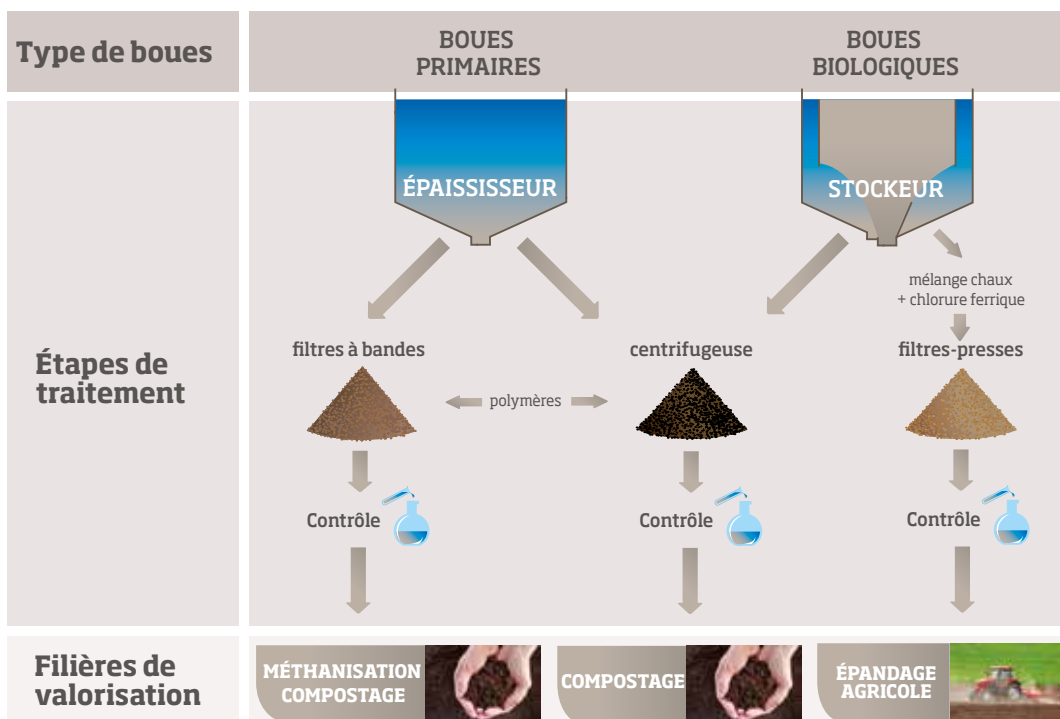 Type de boues
BOUES
PRIMAIRES
BOUES
BIOLOGIQUES
ÉPAISSISSEUR
STOCKEUR
mélange chaux
+ chlorure ferrique
Étapes de
traitement
filtres à bandes
centrifugeuse
filtres-presses
polymères
Contrôle
Contrôle
Contrôle
Filières de
valorisation
MÉTHANISATION
COMPOSTAGE
COMPOSTAGE
ÉPANDAGE
AGRICOLE